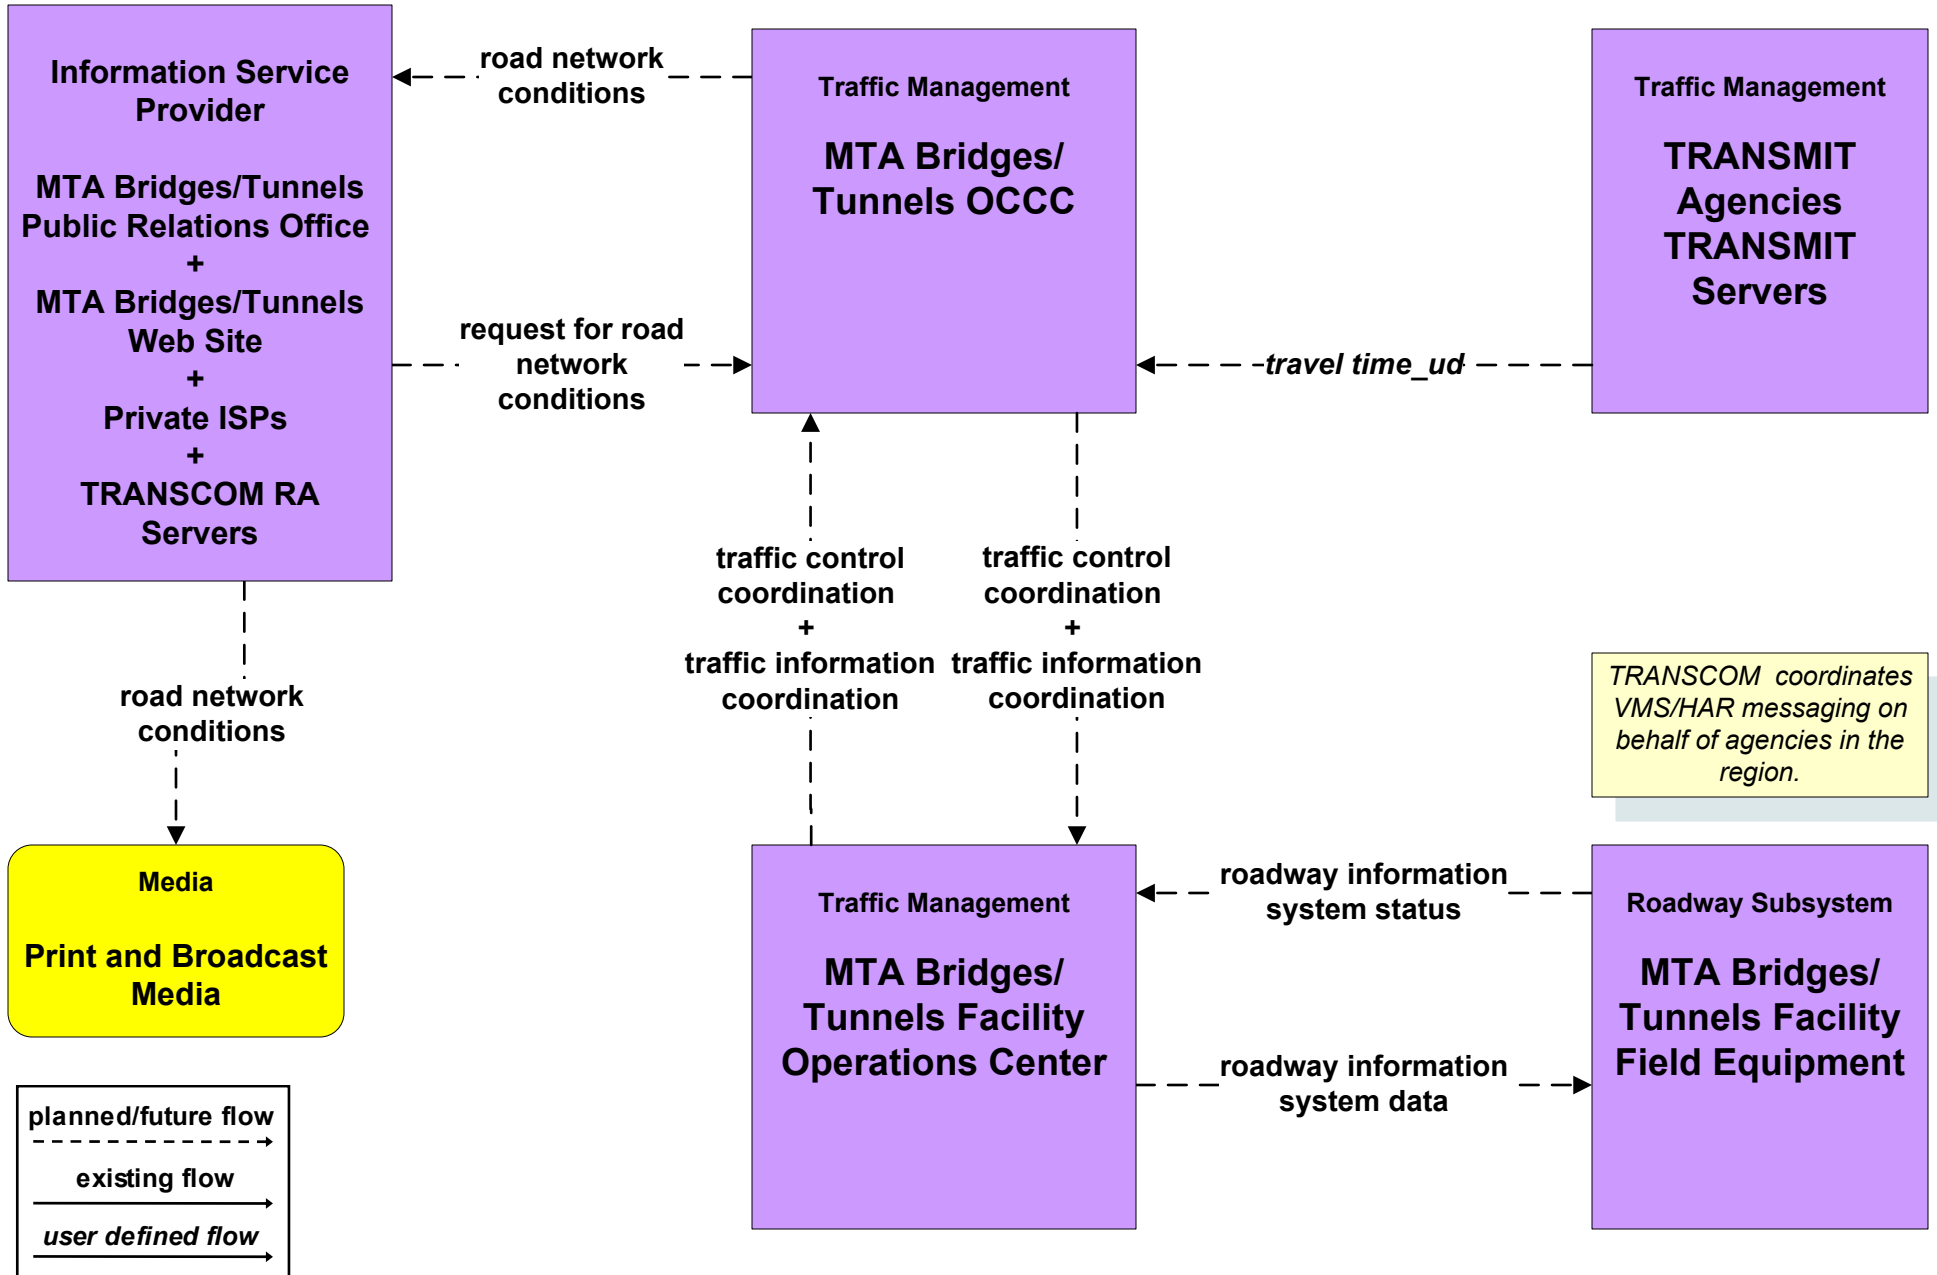 Information Service
Provider
MTA Bridges/Tunnels
Public Relations Office
+
MTA Bridges/Tunnels
Web Site
+
Private ISPs
+
TRANSCOM RA
Servers
road network
conditions
Traffic Management
MTA Bridges/
Tunnels OCCC
Traffic Management
TRANSMIT
Agencies
TRANSMIT
Servers
request for road
network
conditions
travel time_ud
traffic control
coordination
+
traffic information
coordination
traffic control
coordination
+
traffic information
coordination
road network
conditions
TRANSCOM coordinates
VMS/HAR messaging on
behalf of agencies in the
region.
Media
Print and Broadcast
Media
Traffic Management
MTA Bridges/
Tunnels Facility
Operations Center
roadway information
system status
roadway information
system data
Roadway Subsystem
MTA Bridges/
Tunnels Facility
Field Equipment
planned/future flow
existing flow
user defined flow